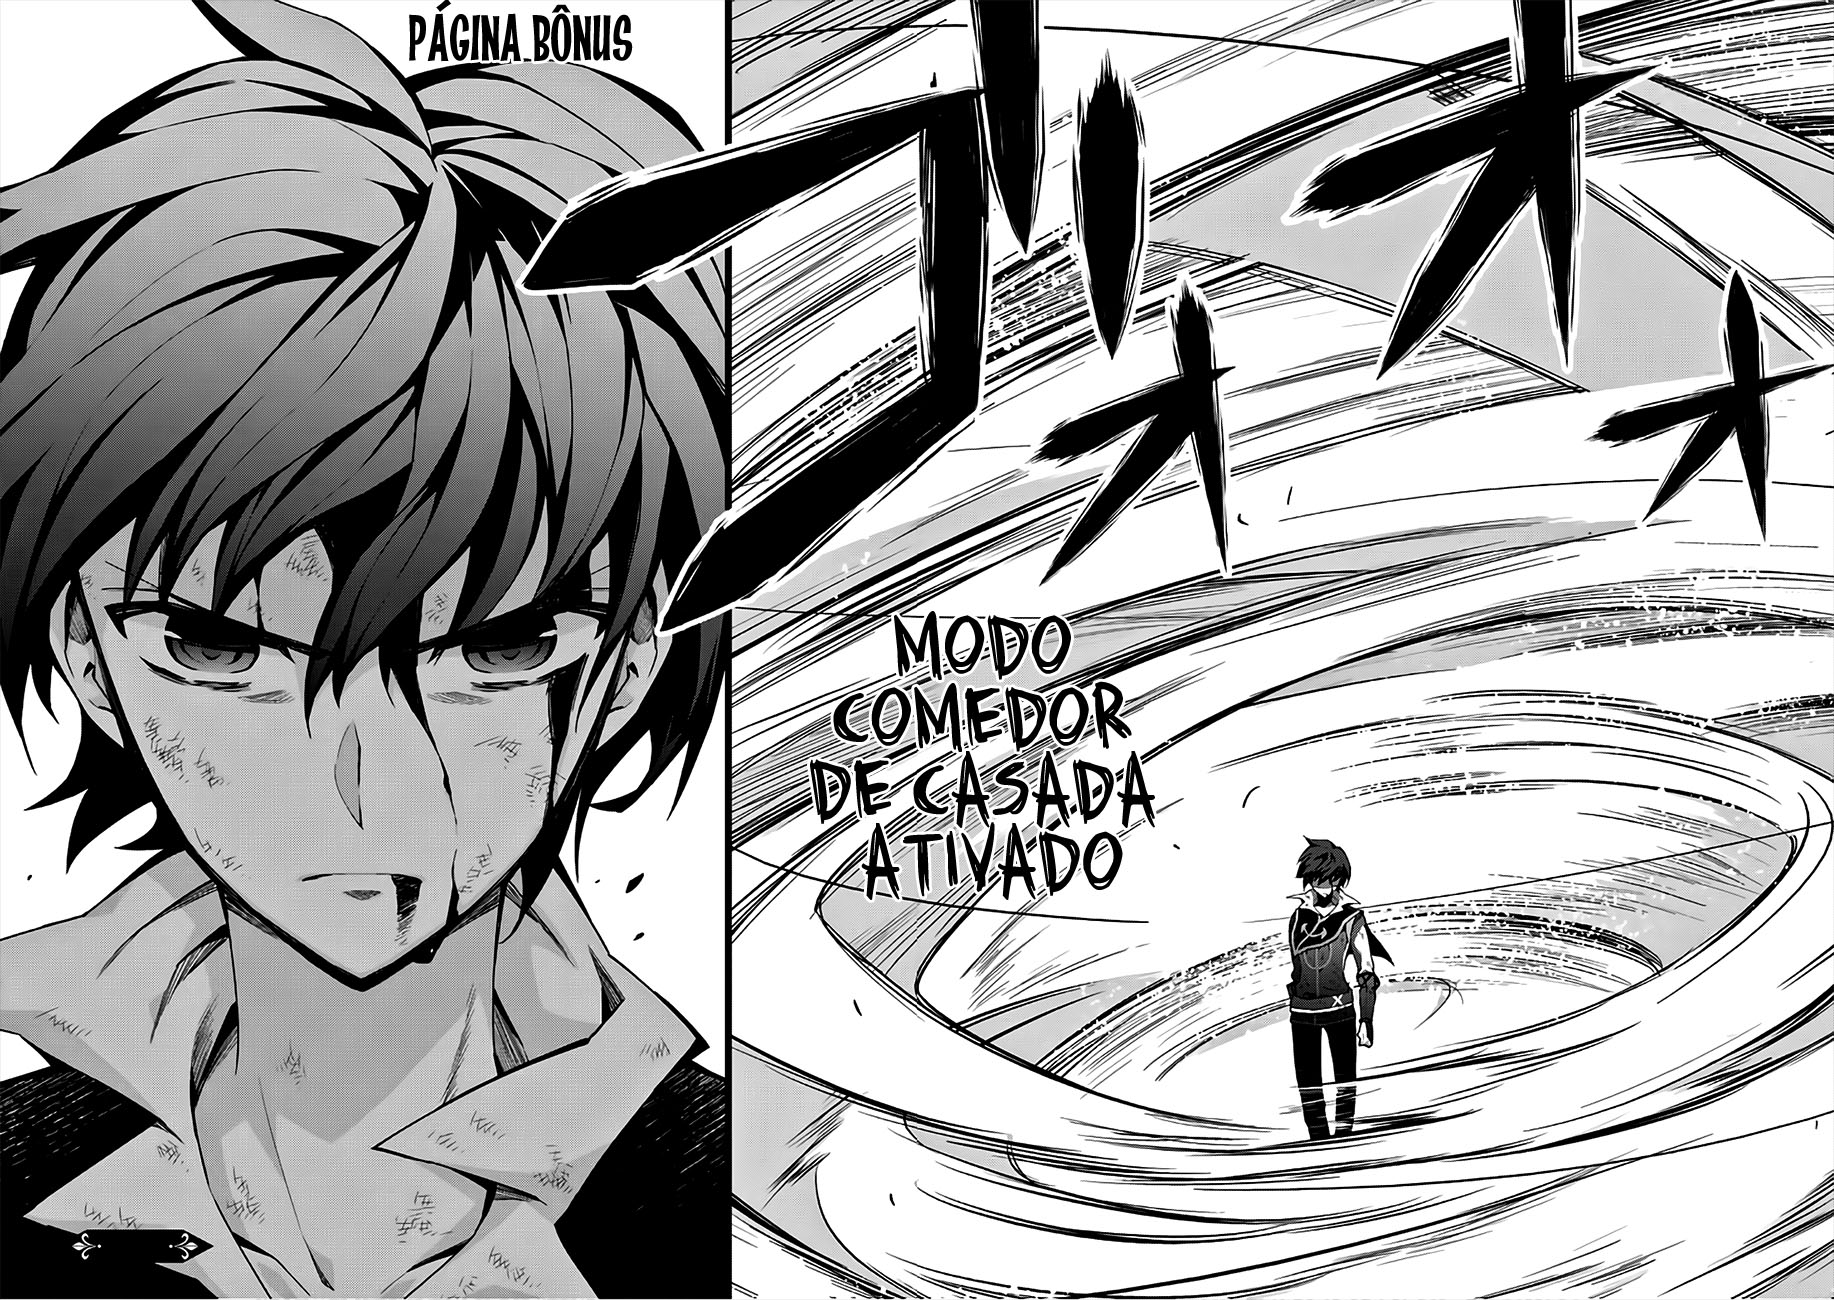 PÁGINA BÔNUS
ゴオオオ
MODO
COMEDOR
DE CASADA
ATIVADO